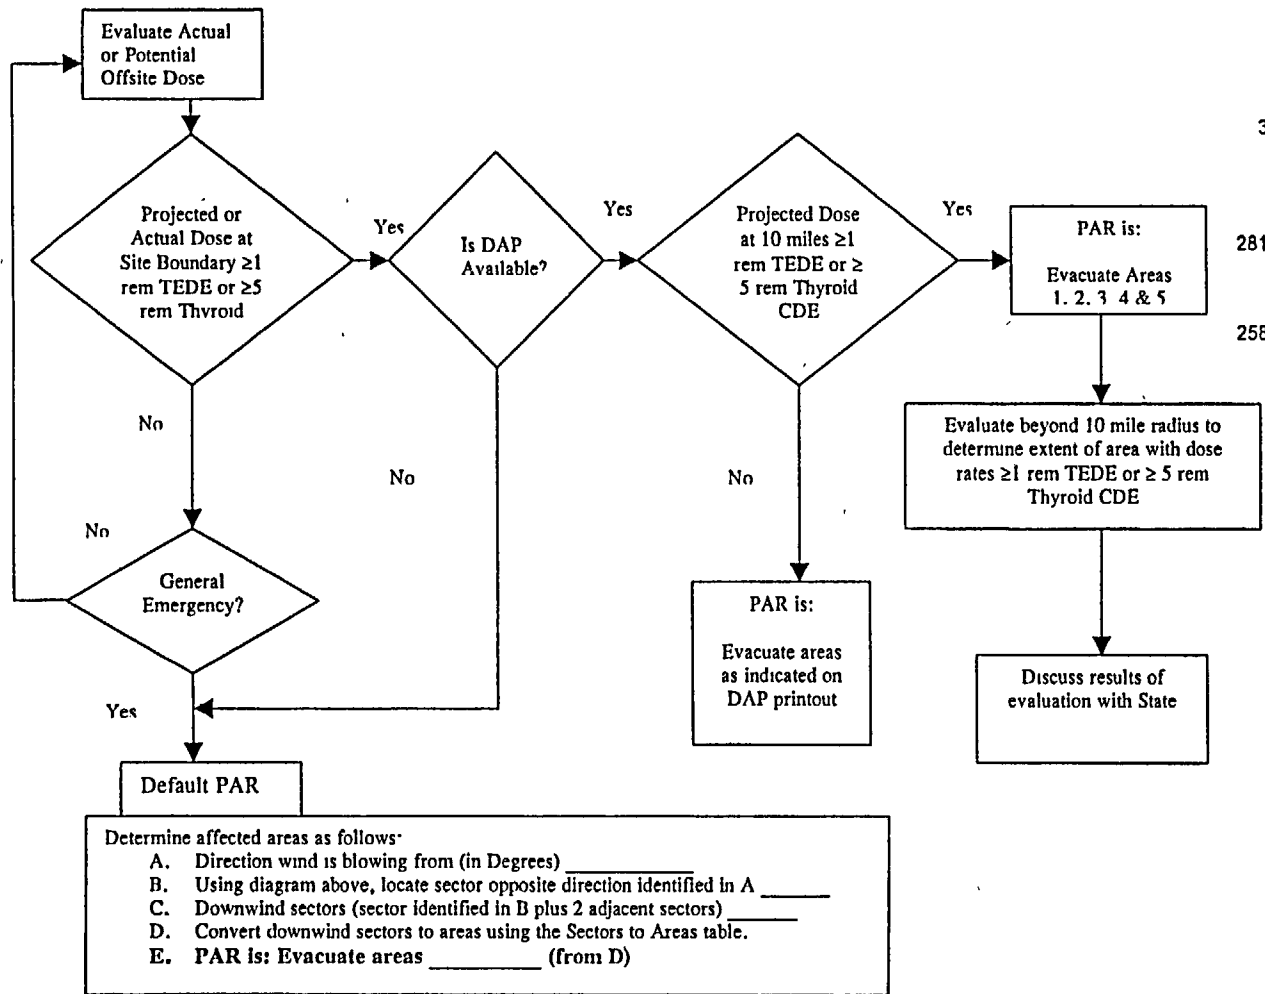 Evaluate Actual
or Potential
Offsite Dose
Projected or
Actual Dose at
Site Boundary ≥1
rem TEDE or ≥5
rem Thyroid
Yes
Is DAP
Available?
Yes
Projected Dose
at 10 miles ≥1
rem TEDE or ≥
5 rem Thyroid
CDE
Yes
PAR is:
Evacuate Areas
1, 2, 3 4 & 5
3
281
258
No
No
No
Evaluate beyond 10 mile radius to
determine extent of area with dose
rates ≥1 rem TEDE or ≥ 5 rem
Thyroid CDE
No
General
Emergency?
PAR is:
Evacuate areas
as indicated on
DAP printout
Discuss results of
evaluation with State
Yes
Default PAR
Determine affected areas as follows:
A. Direction wind is blowing from (in Degrees) ____________
B. Using diagram above, locate sector opposite direction identified in A ______
C. Downwind sectors (sector identified in B plus 2 adjacent sectors) ______
D. Convert downwind sectors to areas using the Sectors to Areas table.
E. PAR is: Evacuate areas __________ (from D)